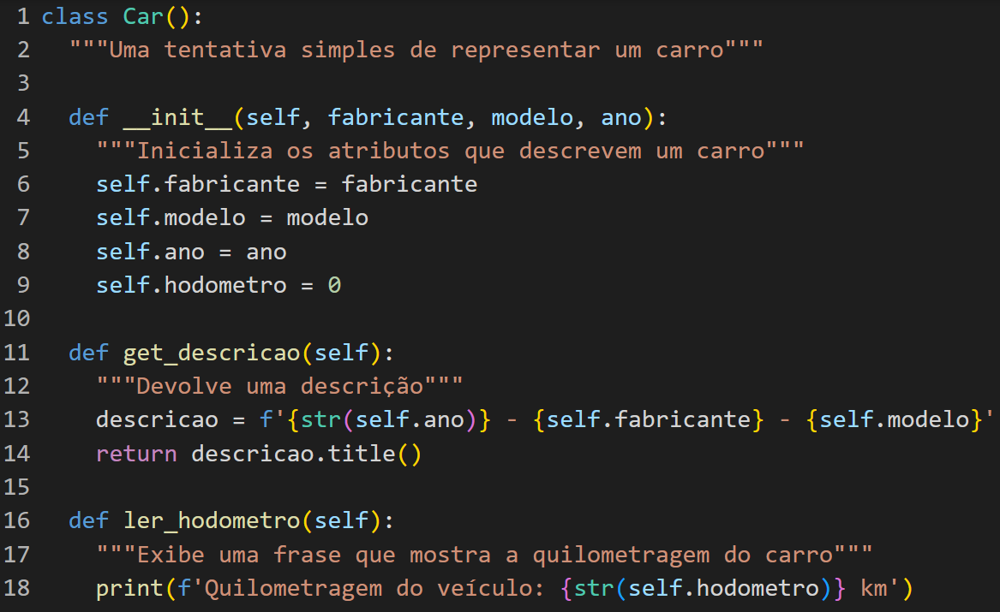 1 class Car():
2   """Uma tentativa simples de representar um carro"""
3
4   def __init__(self, fabricante, modelo, ano):
5     """Inicializa os atributos que descrevem um carro"""
6     self.fabricante = fabricante
7     self.modelo = modelo
8     self.ano = ano
9     self.hodometro = 0
10
11   def get_descricao(self):
12     """Devolve uma descrição"""
13     descricao = f'{str(self.ano)} - {self.fabricante} - {self.modelo}'
14     return descricao.title()
15
16   def ler_hodometro(self):
17     """Exibe uma frase que mostra a quilometragem do carro"""
18     print(f'Quilometragem do veículo: {str(self.hodometro)} km')